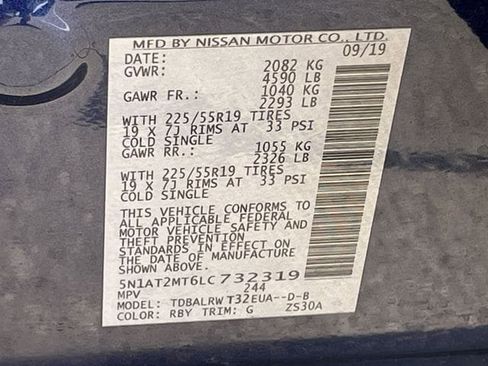 MFD BY NISSAN MOTOR CO., LTD.
DATE: 09/19
GVWR: 2082 KG
4590 LB
GAWR FR.: 1040 KG
2293 LB
WITH 225/55R19 TIRES
19 X 7J RIMS AT 33 PSI
COLD SINGLE
GAWR RR.: 1055 KG
2326 LB
WITH 225/55R19 TIRES
19 X 7J RIMS AT 33 PSI
COLD SINGLE
THIS VEHICLE CONFORMS TO
ALL APPLICABLE FEDERAL
MOTOR VEHICLE SAFETY AND
THEFT PREVENTION
STANDARDS IN EFFECT ON
THE DATE OF MANUFACTURE
SHOWN ABOVE.
5N1AT2MT6LC732319
MPV 244
MODEL: TDBALRWT32EUA--D-B
COLOR: RBY TRIM: G ZS30A